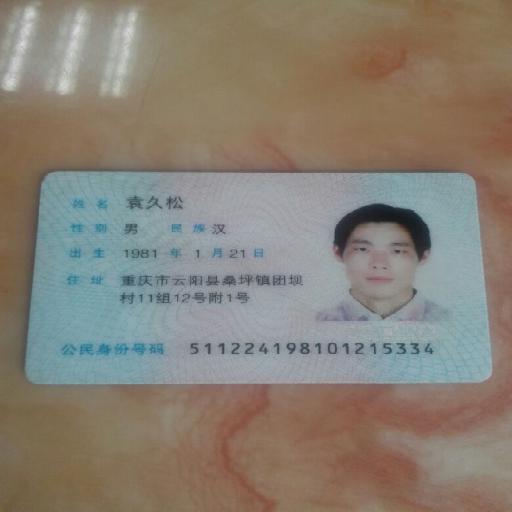 姓名 袁久松
性别 男 民族 汉
出生 1981 年 1 月 21 日
住址 重庆市云阳县桑坪镇团坝
村11组12号附1号
公民身份号码 511224198101215334